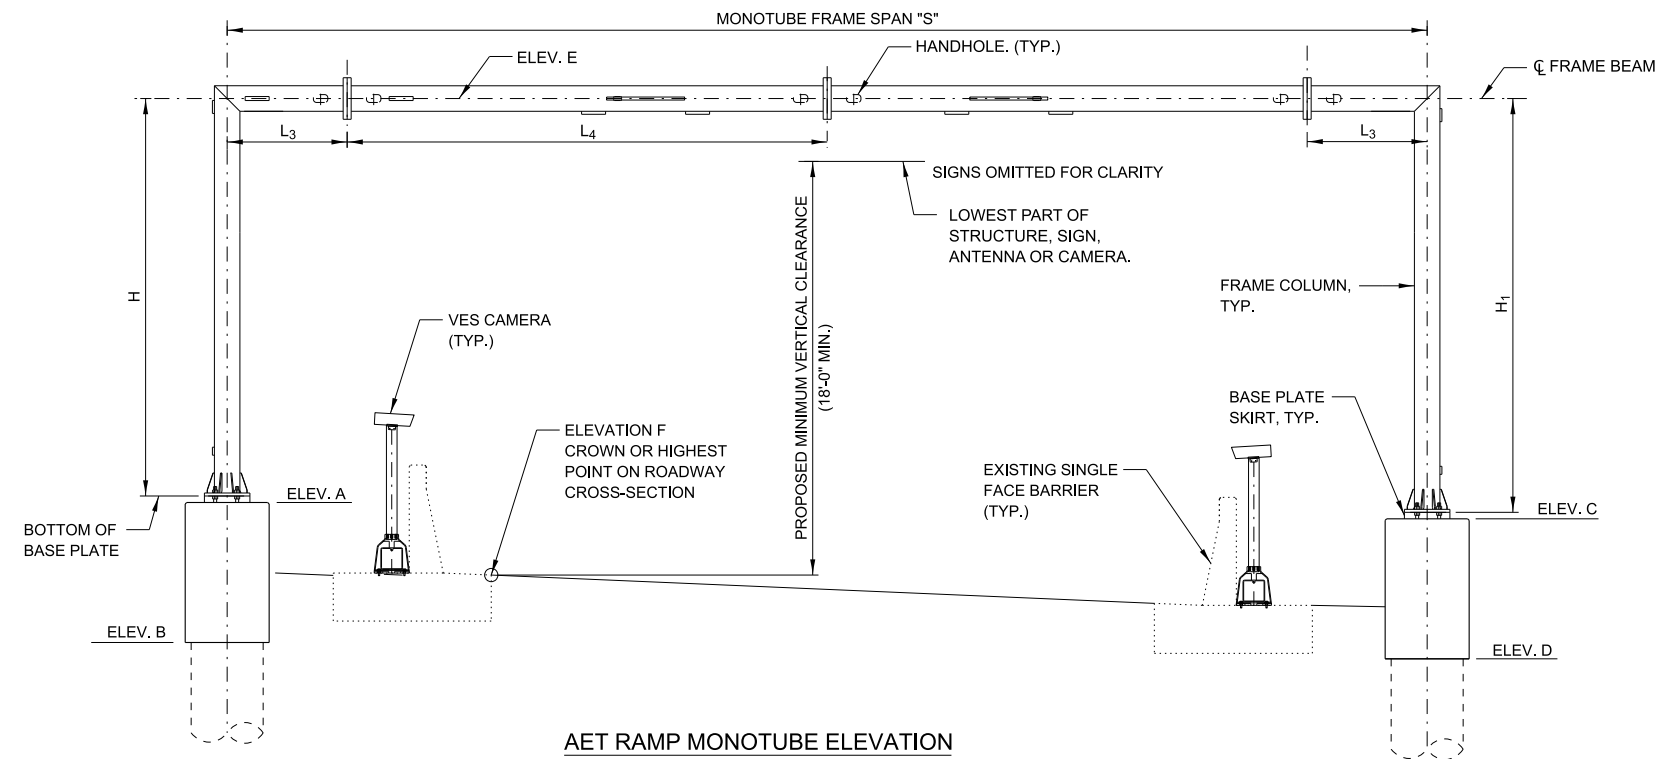 MONOTUBE FRAME SPAN "S"
ELEV. E
HANDHOLE. (TYP.)
℄ FRAME BEAM
L3
L4
L3
SIGNS OMITTED FOR CLARITY
LOWEST PART OF
STRUCTURE, SIGN,
ANTENNA OR CAMERA.
PROPOSED MINIMUM VERTICAL CLEARANCE
(18'-0" MIN.)
H
H1
FRAME COLUMN,
TYP.
VES CAMERA
(TYP.)
BASE PLATE
SKIRT, TYP.
ELEVATION F
CROWN OR HIGHEST
POINT ON ROADWAY
CROSS-SECTION
EXISTING SINGLE
FACE BARRIER
(TYP.)
ELEV. A
ELEV. C
BOTTOM OF
BASE PLATE
ELEV. B
ELEV. D
AET RAMP MONOTUBE ELEVATION